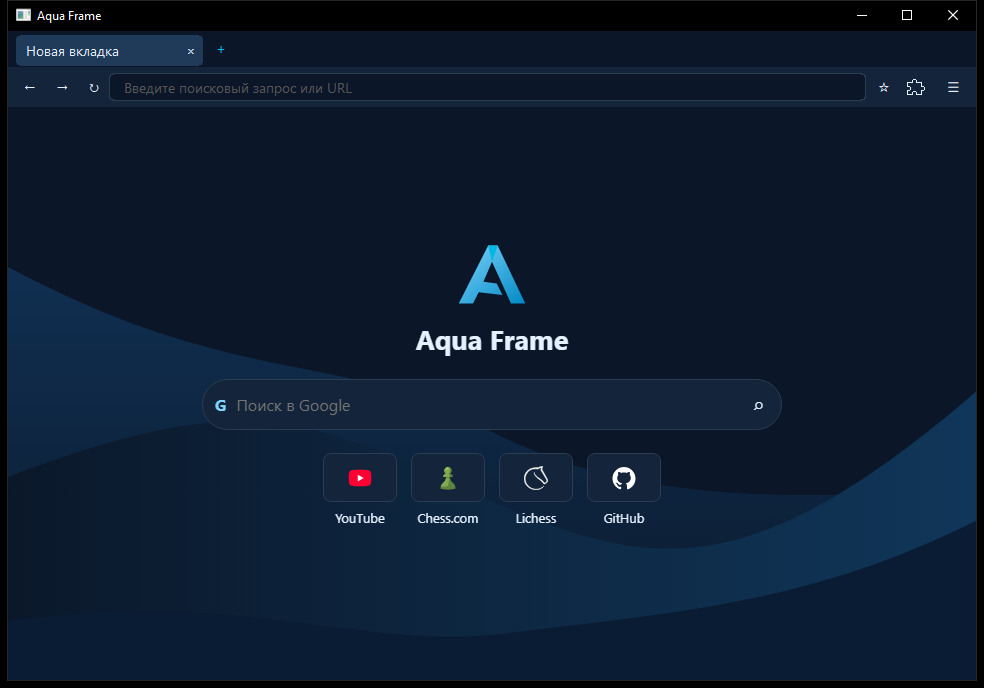 Aqua Frame
Новая вкладка
Введите поисковый запрос или URL
Aqua Frame
G Поиск в Google
YouTube Chess.com Lichess GitHub